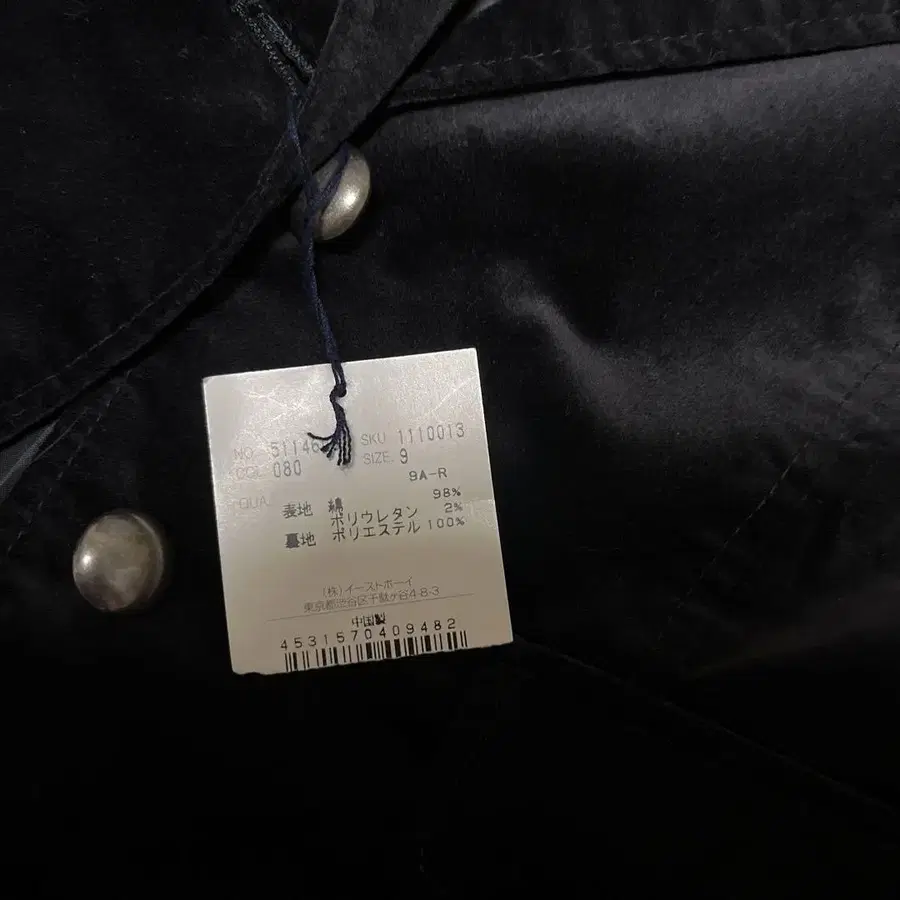 NO. 5114 SKU 1110013
COL 080 SIZE 9
9A-R
QUA 98%
表地 綿
ポリウレタン 2%
裏地 ポリエステル 100%
(株)イーストボーイ
東京都渋谷区千駄ヶ谷4-8-3
中国製
4531570409482